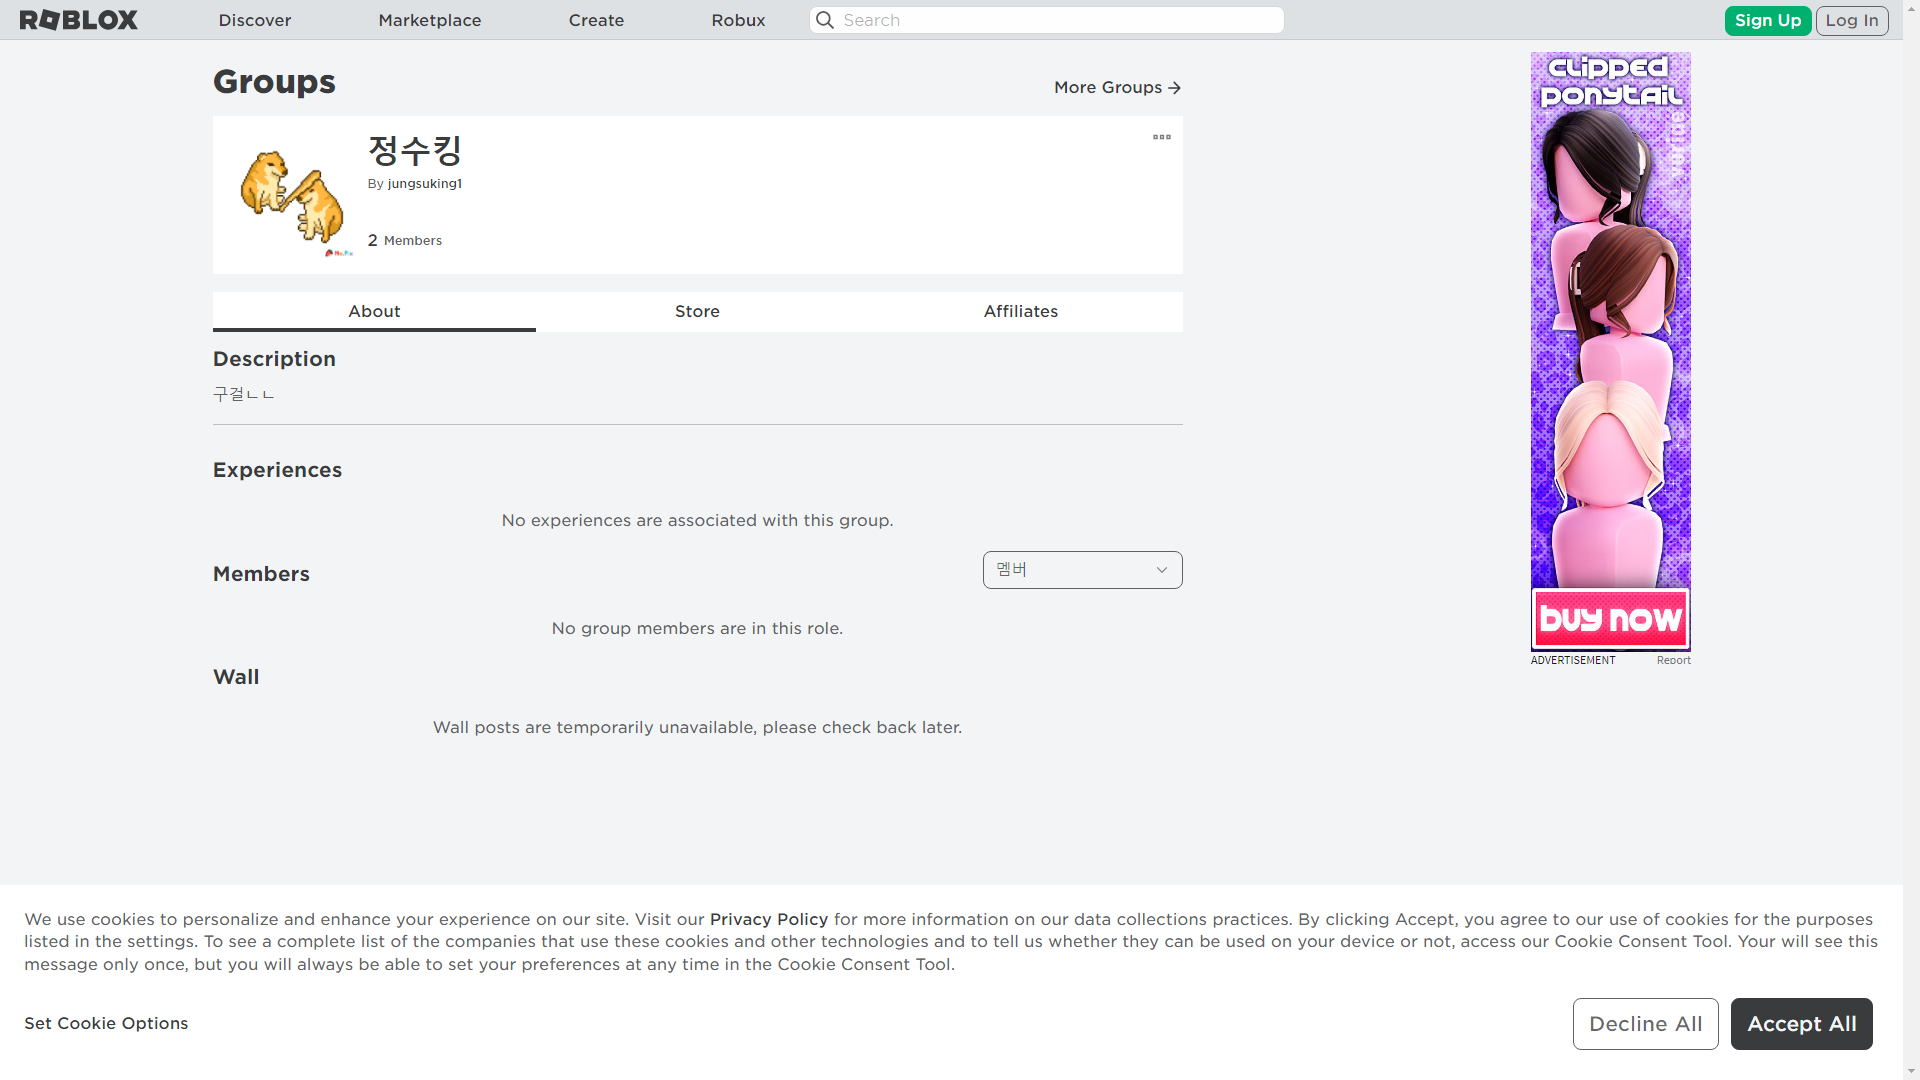 ROBLOX
Discover
Marketplace
Create
Robux
Search
Sign Up
Log In
Groups
More Groups
정수킹
By jungsuking1
2 Members
About
Store
Affiliates
Description
구걸ㄴㄴ
Experiences
No experiences are associated with this group.
Members
멤버
No group members are in this role.
Wall
Wall posts are temporarily unavailable, please check back later.
clipped
ponytail
buy now
ADVERTISEMENT
Report
We use cookies to personalize and enhance your experience on our site. Visit our Privacy Policy for more information on our data collections practices. By clicking Accept, you agree to our use of cookies for the purposes
listed in the settings. To see a complete list of the companies that use these cookies and other technologies and to tell us whether they can be used on your device or not, access our Cookie Consent Tool. Your will see this
message only once, but you will always be able to set your preferences at any time in the Cookie Consent Tool.
Set Cookie Options
Decline All
Accept All